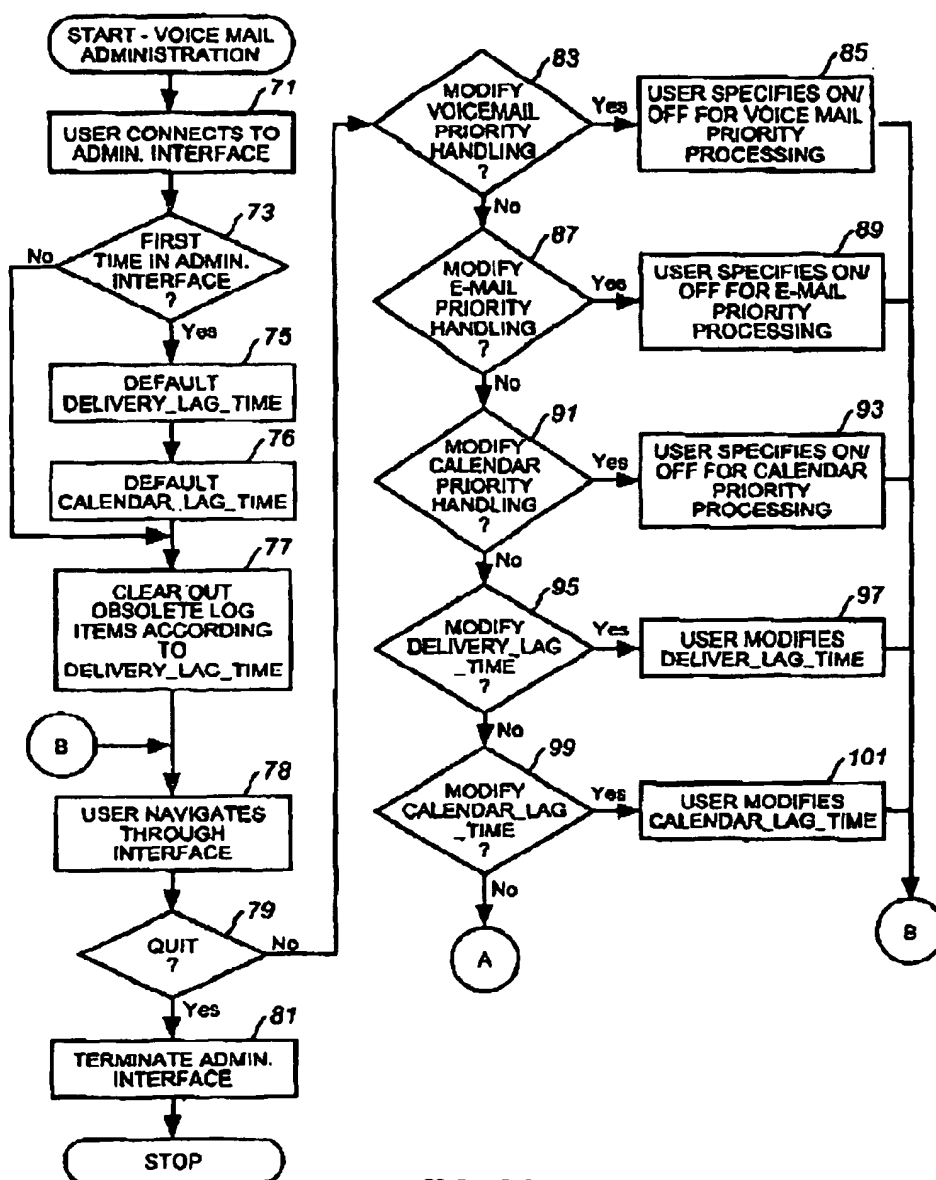 START - VOICE MAIL
ADMINISTRATION
71
USER CONNECTS TO
ADMIN. INTERFACE
73
No
FIRST
TIME IN ADMIN.
INTERFACE
?
Yes
75
DEFAULT
DELIVERY_LAG_TIME
76
DEFAULT
CALENDAR_LAG_TIME
77
CLEAR OUT
OBSOLETE LOG
ITEMS ACCORDING
TO
DELIVERY_LAG_TIME
B
78
USER NAVIGATES
THROUGH
INTERFACE
79
QUIT
?
No
Yes
81
TERMINATE ADMIN.
INTERFACE
STOP
83
MODIFY
VOICEMAIL
PRIORITY
HANDLING
?
Yes
No
85
USER SPECIFIES ON/
OFF FOR VOICE MAIL
PRIORITY
PROCESSING
87
MODIFY
E-MAIL
PRIORITY
HANDLING
?
Yes
No
89
USER SPECIFIES ON/
OFF FOR E-MAIL
PRIORITY
PROCESSING
91
MODIFY
CALENDAR
PRIORITY
HANDLING
?
Yes
No
93
USER SPECIFIES ON/
OFF FOR CALENDAR
PRIORITY
PROCESSING
95
MODIFY
DELIVERY_LAG
_TIME
?
Yes
No
97
USER MODIFIES
DELIVER_LAG_TIME
99
MODIFY
CALENDAR_LAG
_TIME
?
Yes
No
101
USER MODIFIES
CALENDAR_LAG_TIME
A
B